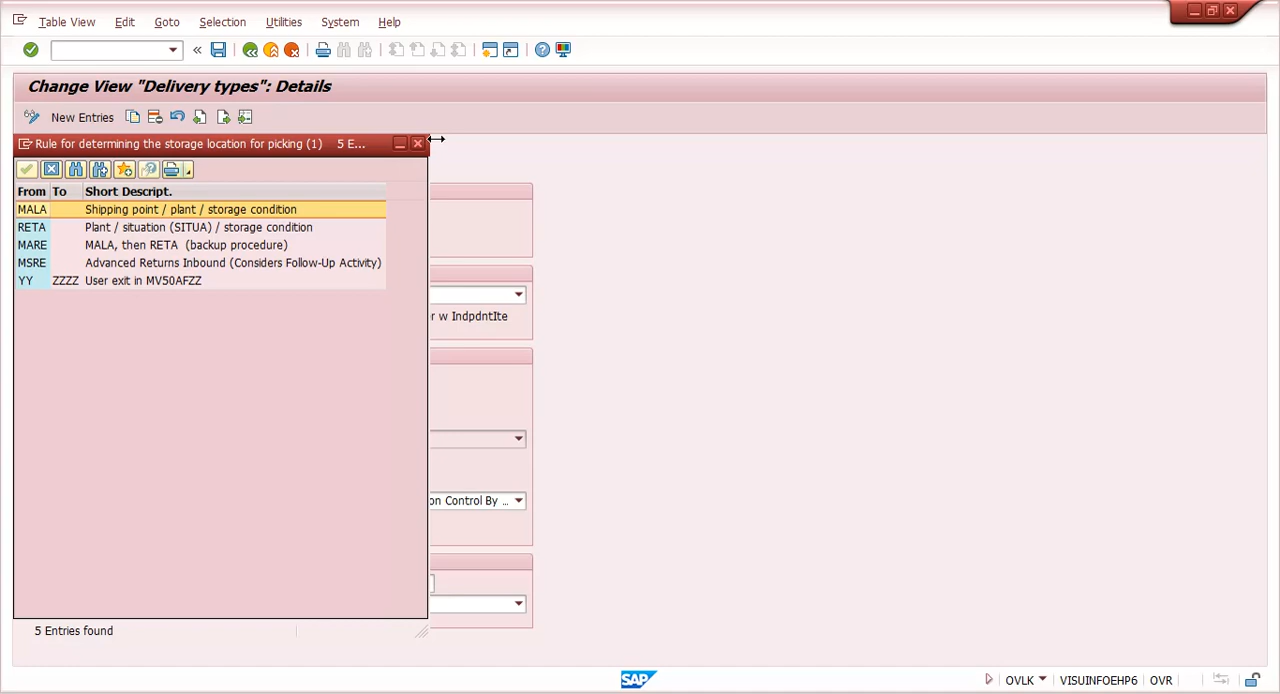 Table View Edit Goto Selection Utilities System Help
Change View "Delivery types": Details
New Entries
Rule for determining the storage location for picking (1) 5 E...
From To Short Descript.
MALA Shipping point / plant / storage condition
RETA Plant / situation (SITUA) / storage condition
MARE MALA, then RETA (backup procedure)
MSRE Advanced Returns Inbound (Considers Follow-Up Activity)
YY ZZZZ User exit in MV50AFZZ
r w IndpdntIte
on Control By ...
5 Entries found
SAP OVLK VISUINFOEHP6 OVR